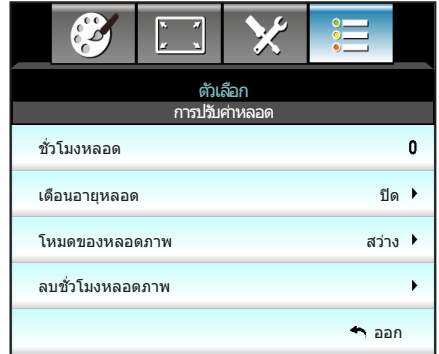 ตัวเลือก
การปรับค่าหลอด
ชั่วโมงหลอด 0
เตือนอายุหลอด ปิด
โหมดของหลอดภาพ สว่าง
ลบชั่วโมงหลอดภาพ
ออก